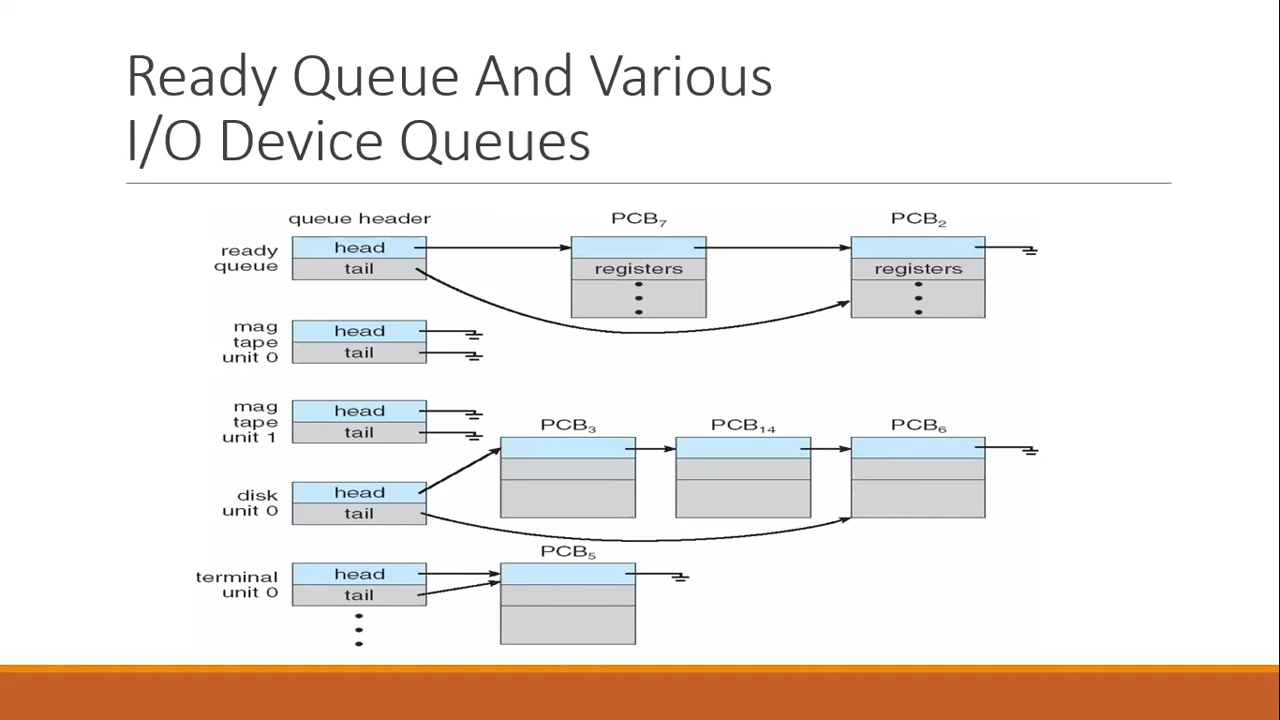 Ready Queue And Various
I/O Device Queues
queue header
PCB₇
PCB₂
ready
queue
head
tail
registers
registers
mag
tape
unit 0
head
tail
mag
tape
unit 1
head
tail
PCB₃
PCB₁₄
PCB₆
disk
unit 0
head
tail
PCB₅
terminal
unit 0
head
tail